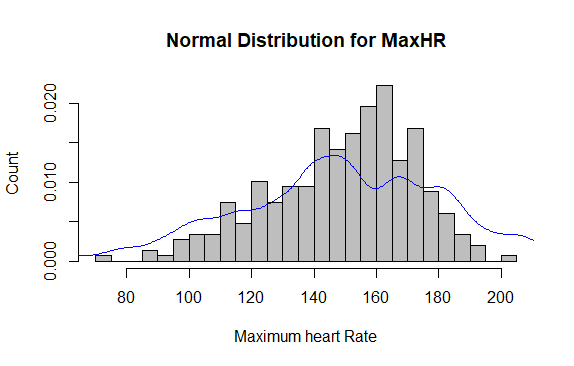 Normal Distribution for MaxHR
Count
0.020
0.010
0.000
80 100 120 140 160 180 200
Maximum heart Rate